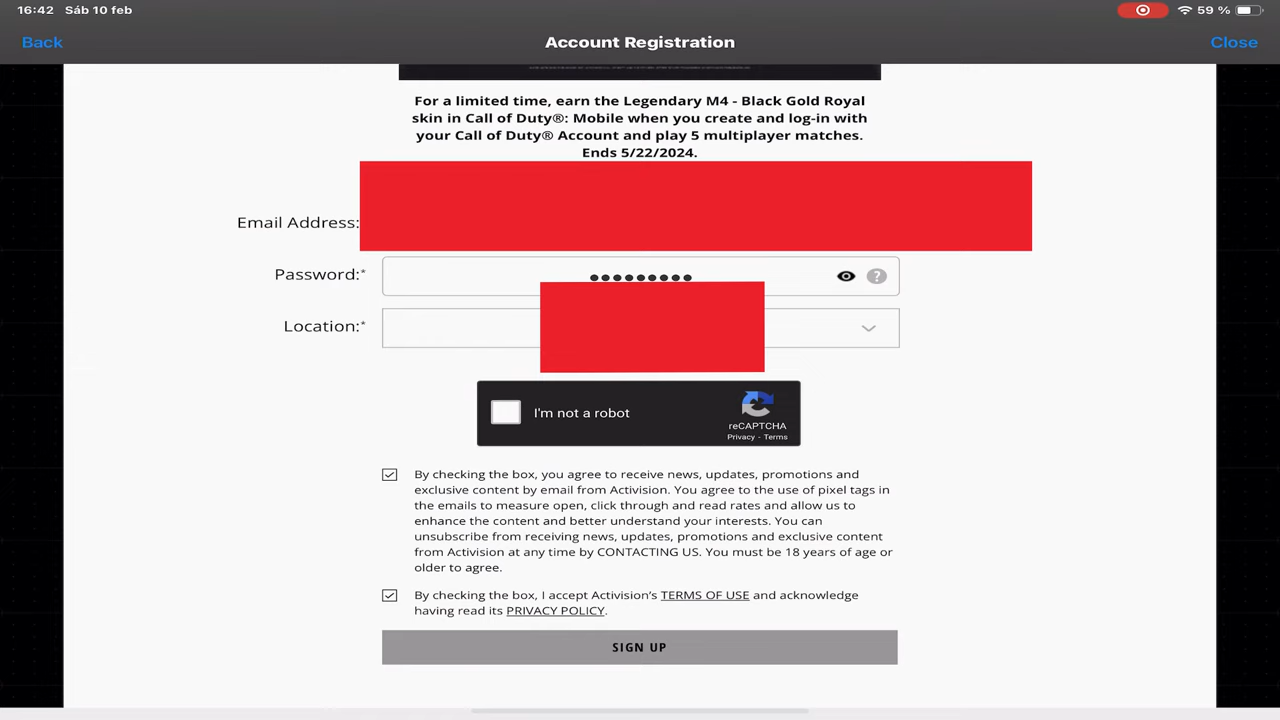 16:42 Sáb 10 feb
59 %
Back
Account Registration
Close
For a limited time, earn the Legendary M4 - Black Gold Royal
skin in Call of Duty®: Mobile when you create and log-in with
your Call of Duty® Account and play 5 multiplayer matches.
Ends 5/22/2024.
Email Address:
Password:*
?
Location:*
I'm not a robot
reCAPTCHA
Privacy - Terms
By checking the box, you agree to receive news, updates, promotions and
exclusive content by email from Activision. You agree to the use of pixel tags in
the emails to measure open, click through and read rates and allow us to
enhance the content and better understand your interests. You can
unsubscribe from receiving news, updates, promotions and exclusive content
from Activision at any time by CONTACTING US. You must be 18 years of age or
older to agree.
By checking the box, I accept Activision's TERMS OF USE and acknowledge
having read its PRIVACY POLICY.
SIGN UP